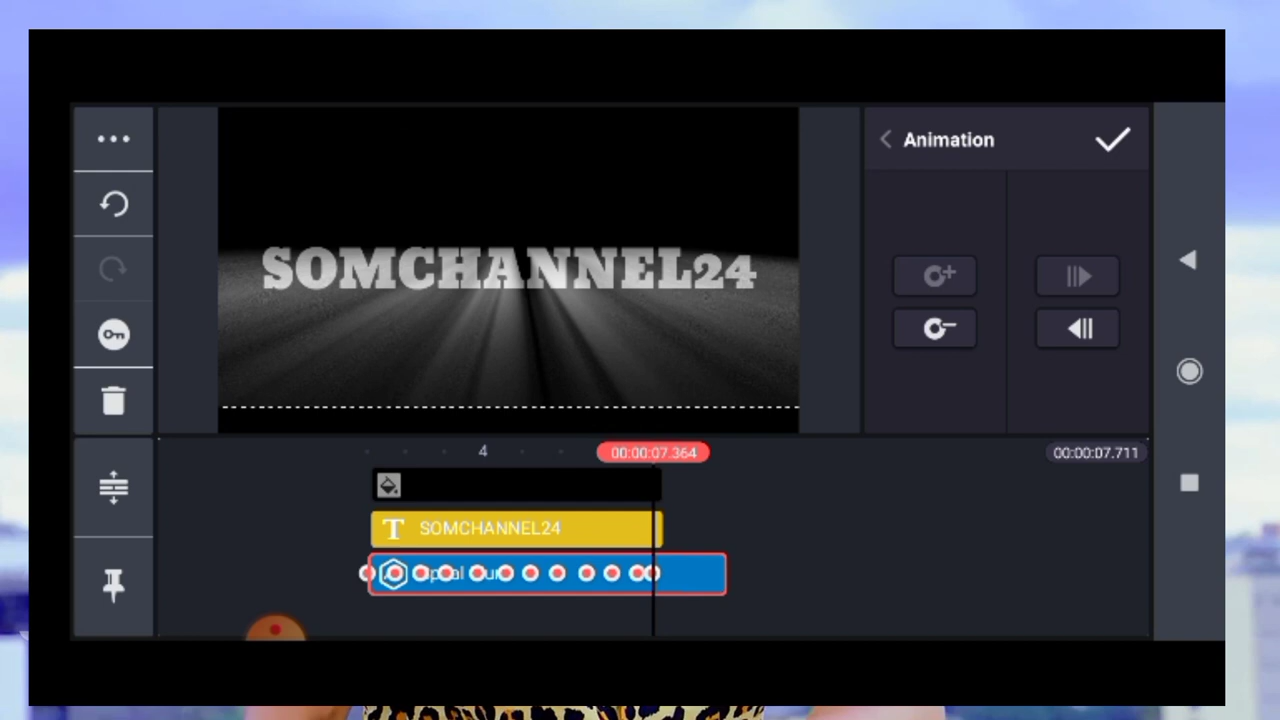 Animation
SOMCHANNEL24
4
00:00:07.364
00:00:07.711
T SOMCHANNEL24